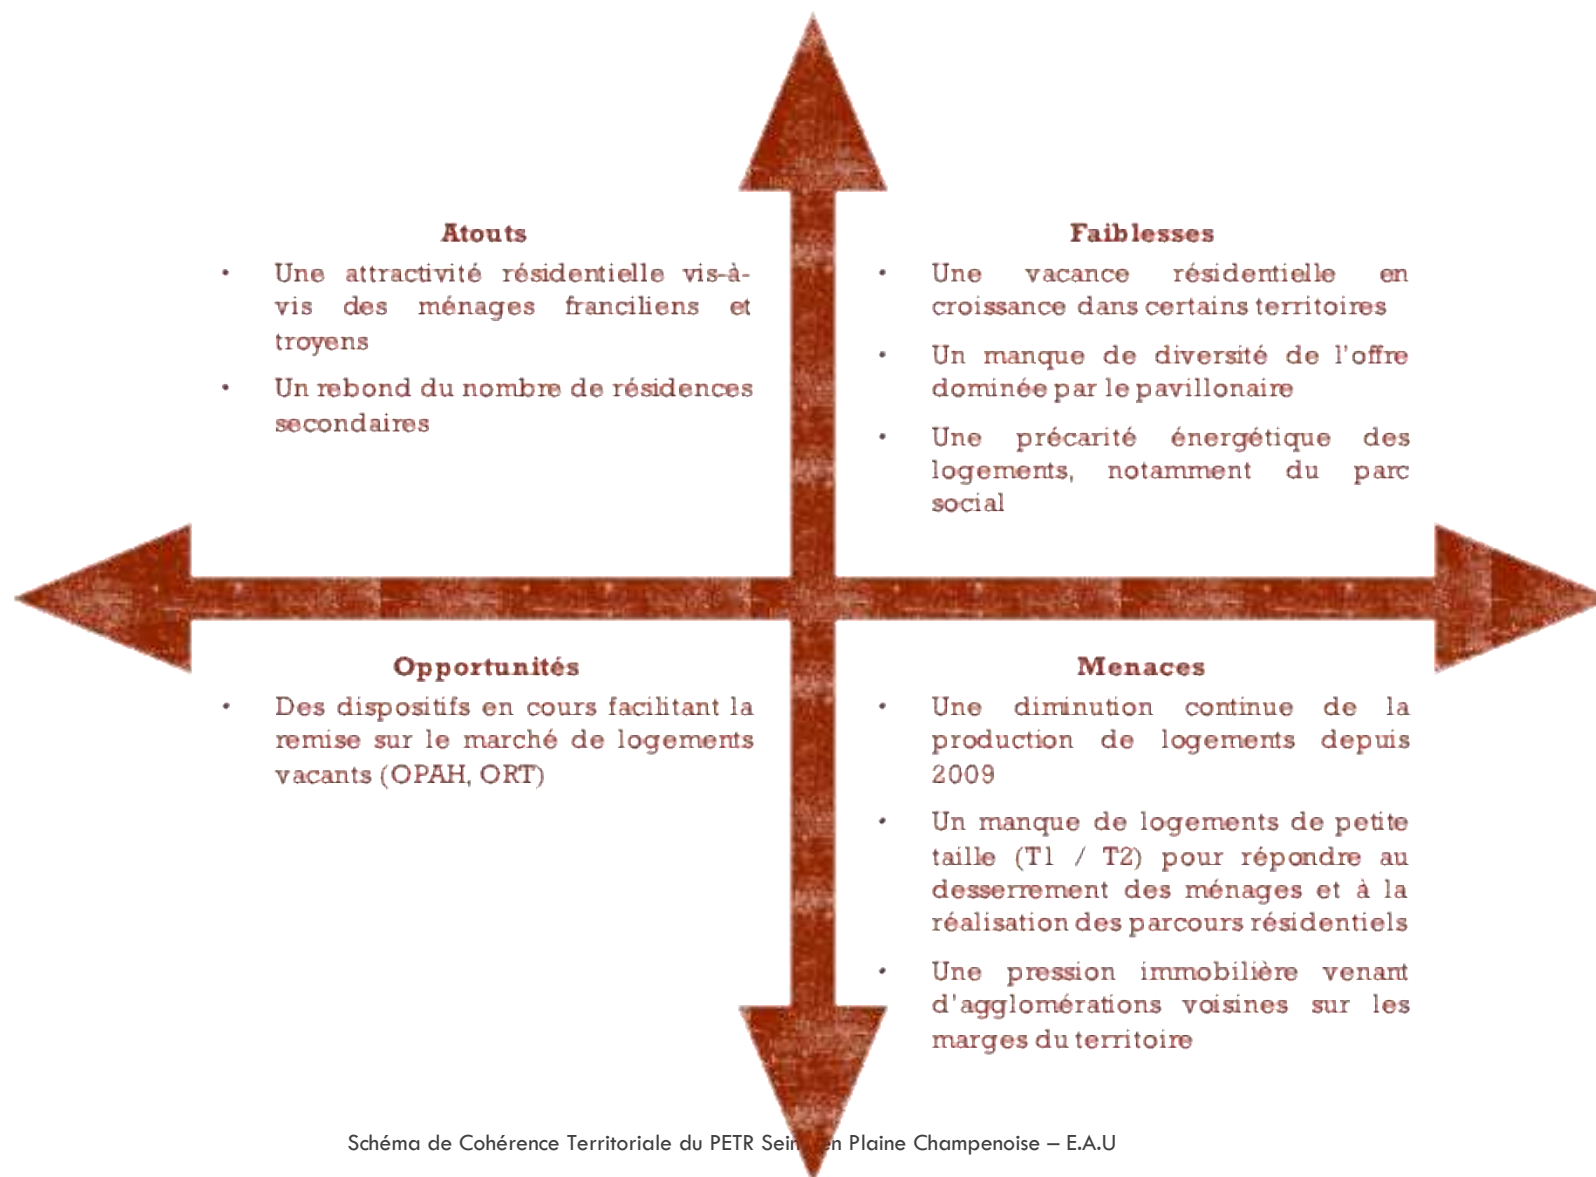 Atouts
• Une attractivité résidentielle vis-à-
vis des ménages franciliens et
troyens
• Un rebond du nombre de résidences
secondaires
Faiblesses
• Une vacance résidentielle en
croissance dans certains territoires
• Un manque de diversité de l'offre
dominée par le pavillonaire
• Une précarité énergétique des
logements, notamment du parc
social
Opportunités
• Des dispositifs en cours facilitant la
remise sur le marché de logements
vacants (OPAH, ORT)
Menaces
• Une diminution continue de la
production de logements depuis
2009
• Un manque de logements de petite
taille (T1 / T2) pour répondre au
desserrement des ménages et à la
réalisation des parcours résidentiels
• Une pression immobilière venant
d'agglomérations voisines sur les
marges du territoire
Schéma de Cohérence Territoriale du PETR Seine en Plaine Champenoise – E.A.U